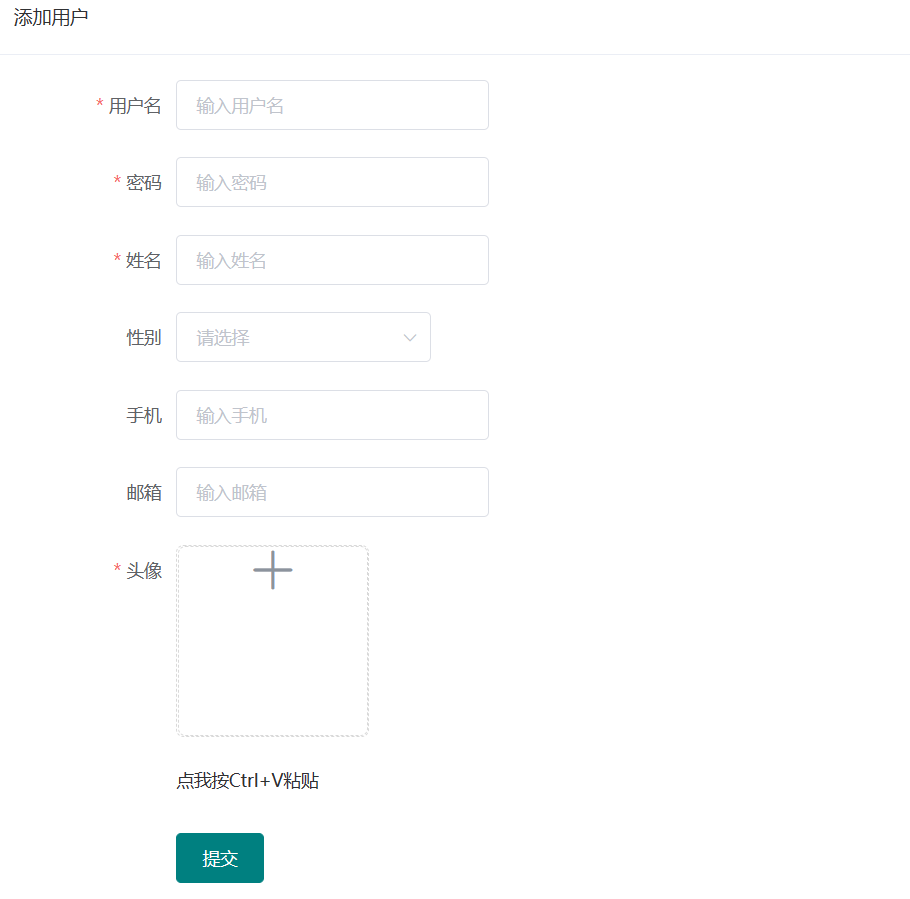 添加用户
* 用户名 输入用户名
* 密码 输入密码
* 姓名 输入姓名
性别 请选择
手机 输入手机
邮箱 输入邮箱
* 头像
点我按Ctrl+V粘贴
提交